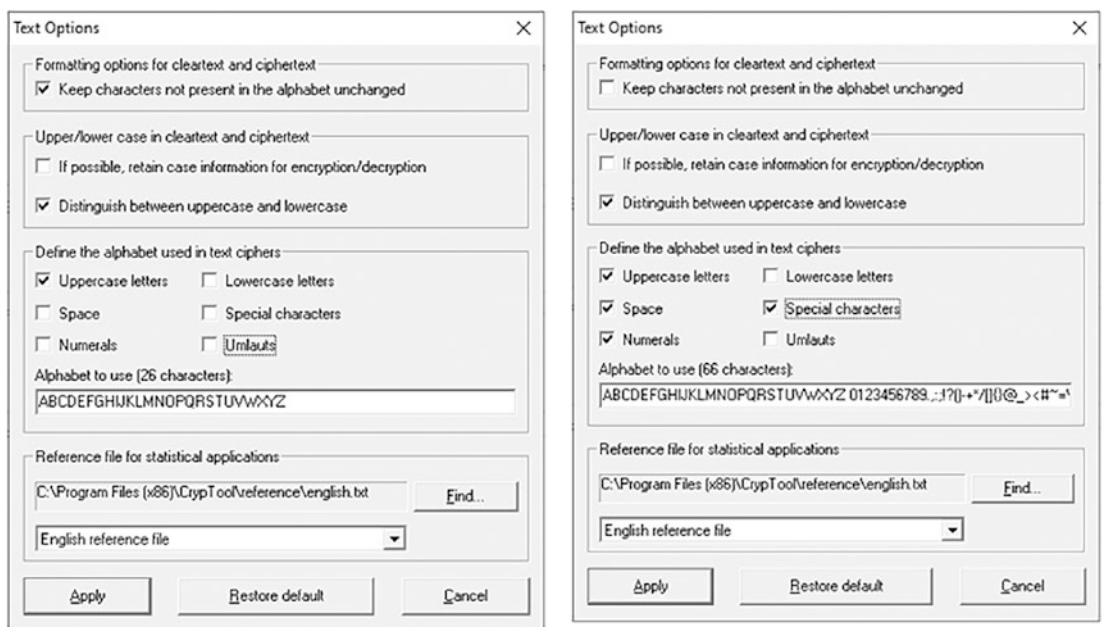 Text Options
Formatting options for cleartext and ciphertext
Keep characters not present in the alphabet unchanged
Upper/lower case in cleartext and ciphertext
If possible, retain case information for encryption/decryption
Distinguish between uppercase and lowercase
Define the alphabet used in text ciphers
Uppercase letters Lowercase letters
Space Special characters
Numerals Umlauts
Alphabet to use (26 characters):
ABCDEFGHIJKLMNOPQRSTUVWXYZ
Reference file for statistical applications
C:\Program Files (x86)\CrypTool\reference\english.txt Find...
English reference file
Apply Restore default Cancel
Text Options
Formatting options for cleartext and ciphertext
Keep characters not present in the alphabet unchanged
Upper/lower case in cleartext and ciphertext
If possible, retain case information for encryption/decryption
Distinguish between uppercase and lowercase
Define the alphabet used in text ciphers
Uppercase letters Lowercase letters
Space Special characters
Numerals Umlauts
Alphabet to use (66 characters):
ABCDEFGHIJKLMNOPQRSTUVWXYZ 0123456789.,:;!?()-+*/[]{}@_><#~=
Reference file for statistical applications
C:\Program Files (x86)\CrypTool\reference\english.txt Find...
English reference file
Apply Restore default Cancel